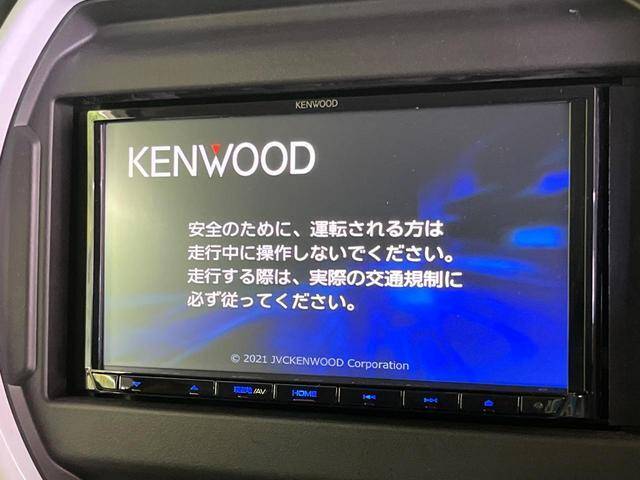 KENWOOD
KENWOOD
安全のために、運転される方は
走行中に操作しないでください。
走行する際は、実際の交通規制に
必ず従ってください。
© 2021 JVCKENWOOD Corporation
/AV HOME